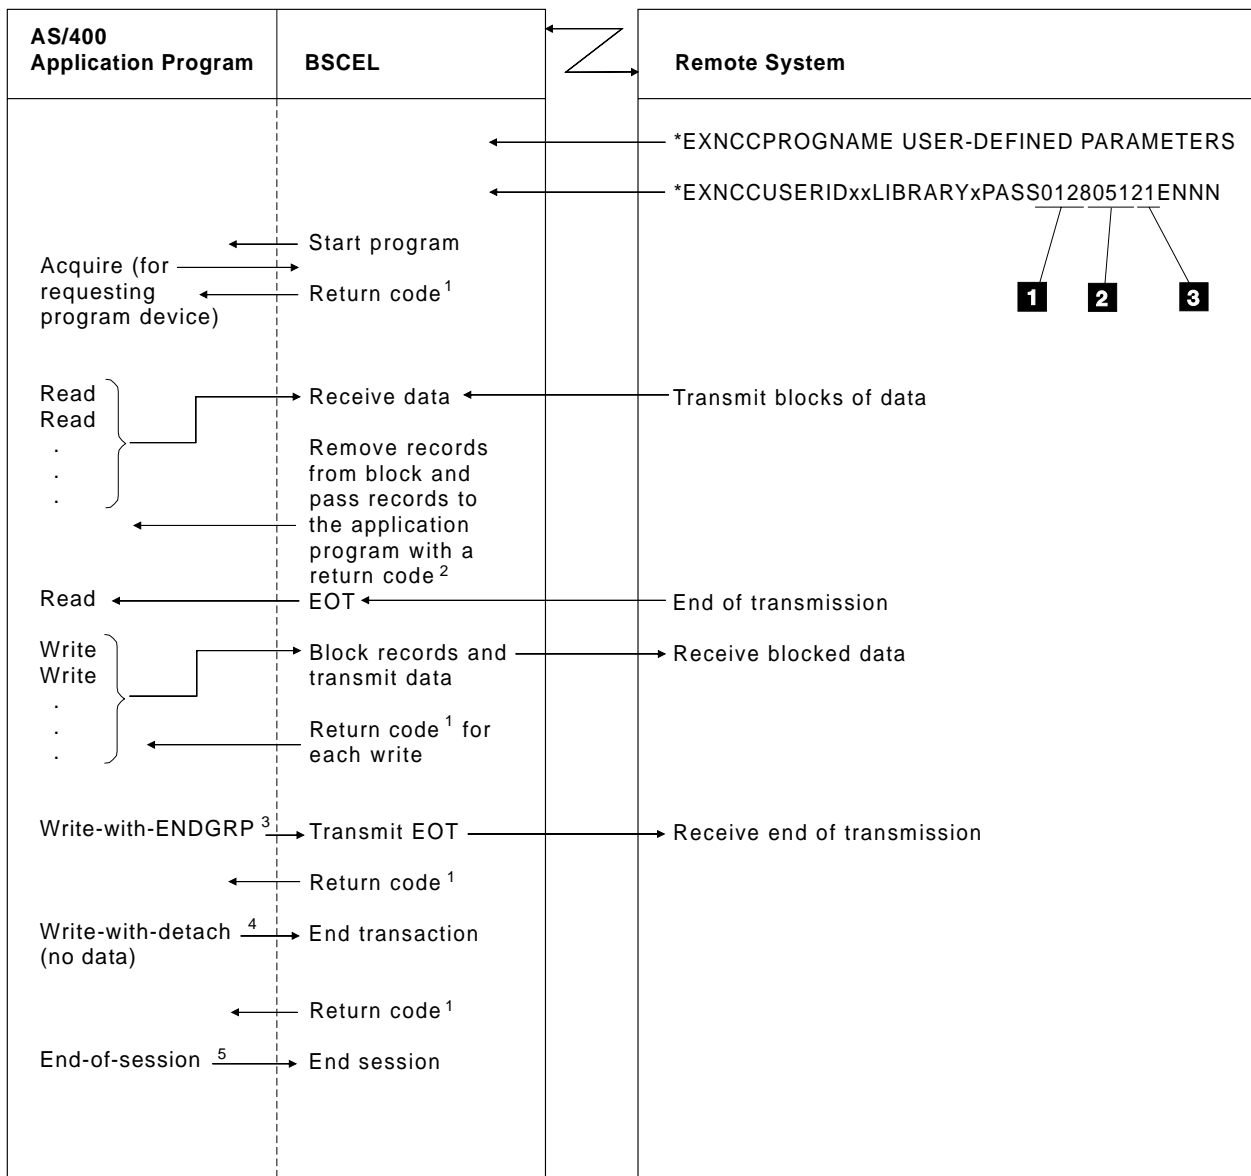 AS/400
Application Program
BSCEL
Remote System
*EXNCCPROGNAME USER-DEFINED PARAMETERS
*EXNCCUSERIDxxLIBRARYxPASS012805121ENNN
1 2 3
Start program
Acquire (for
requesting
program device)
Return code 1
Read
Read
.
.
.
Receive data
Transmit blocks of data
Remove records
from block and
pass records to
the application
program with a
return code 2
Read
EOT
End of transmission
Write
Write
.
.
.
Block records and
transmit data
Receive blocked data
Return code 1 for
each write
Write-with-ENDGRP 3
Transmit EOT
Receive end of transmission
Return code 1
Write-with-detach 4
(no data)
End transaction
Return code 1
End-of-session 5
End session